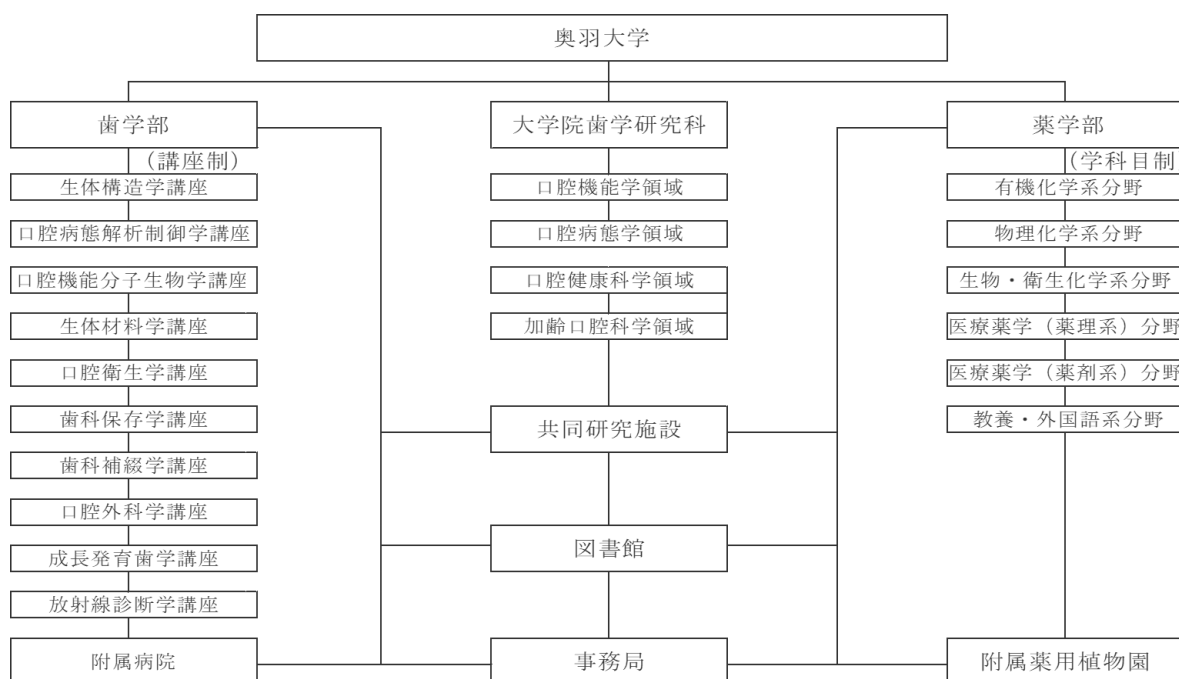 奥羽大学
歯学部
(講座制)
生体構造学講座
口腔病態解析制御学講座
口腔機能分子生物学講座
生体材料学講座
口腔衛生学講座
歯科保存学講座
歯科補綴学講座
口腔外科学講座
成長発育歯学講座
放射線診断学講座
附属病院
大学院歯学研究科
口腔機能学領域
口腔病態学領域
口腔健康科学領域
加齢口腔科学領域
共同研究施設
図書館
事務局
薬学部
(学科目制
有機化学系分野
物理化学系分野
生物・衛生化学系分野
医療薬学(薬理系)分野
医療薬学(薬剤系)分野
教養・外国語系分野
附属薬用植物園